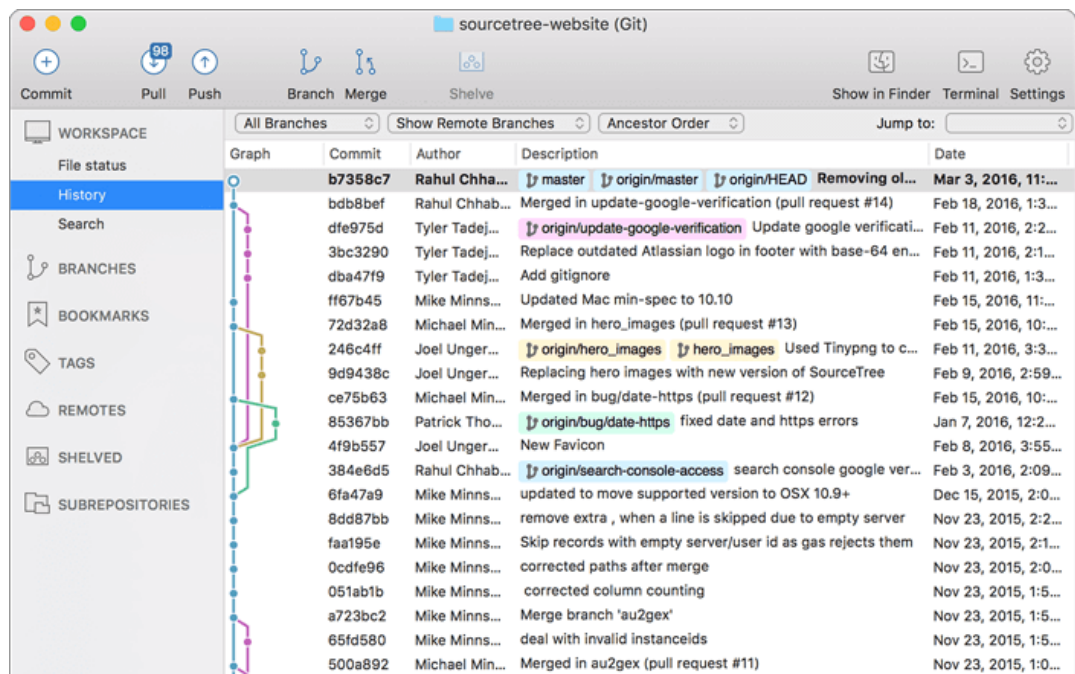 sourcetree-website (Git)
98
Commit Pull Push Branch Merge Shelve Show in Finder Terminal Settings
WORKSPACE
File status
History
Search
BRANCHES
BOOKMARKS
TAGS
REMOTES
SHELVED
SUBREPOSITORIES
All Branches Show Remote Branches Ancestor Order Jump to:
Graph Commit Author Description Date
b7358c7 Rahul Chha... master origin/master origin/HEAD Removing ol... Mar 3, 2016, 11:...
bdb8bef Rahul Chhab... Merged in update-google-verification (pull request #14) Feb 18, 2016, 1:3...
dfe975d Tyler Tadej... origin/update-google-verification Update google verificati... Feb 11, 2016, 2:2...
3bc3290 Tyler Tadej... Replace outdated Atlassian logo in footer with base-64 en... Feb 11, 2016, 2:1...
dba47f9 Tyler Tadej... Add gitignore Feb 11, 2016, 1:3...
ff67b45 Mike Minns... Updated Mac min-spec to 10.10 Feb 15, 2016, 11:...
72d32a8 Michael Min... Merged in hero_images (pull request #13) Feb 15, 2016, 10:...
246c4ff Joel Unger... origin/hero_images hero_images Used Tinypng to c... Feb 11, 2016, 3:3...
9d9438c Joel Unger... Replacing hero images with new version of SourceTree Feb 9, 2016, 2:59...
ce75b63 Michael Min... Merged in bug/date-https (pull request #12) Feb 15, 2016, 10:...
85367bb Patrick Tho... origin/bug/date-https fixed date and https errors Jan 7, 2016, 12:2...
4f9b557 Joel Unger... New Favicon Feb 8, 2016, 3:55...
384e6d5 Rahul Chhab... origin/search-console-access search console google ver... Feb 3, 2016, 2:09...
6fa47a9 Mike Minns... updated to move supported version to OSX 10.9+ Dec 15, 2015, 2:0...
8dd87bb Mike Minns... remove extra , when a line is skipped due to empty server Nov 23, 2015, 2:2...
faa195e Mike Minns... Skip records with empty server/user id as gas rejects them Nov 23, 2015, 2:1...
0cdfe96 Mike Minns... corrected paths after merge Nov 23, 2015, 2:0...
051ab1b Mike Minns... corrected column counting Nov 23, 2015, 1:5...
a723bc2 Mike Minns... Merge branch 'au2gex' Nov 23, 2015, 1:5...
65fd580 Mike Minns... deal with invalid instanceids Nov 23, 2015, 1:5...
500a892 Michael Min... Merged in au2gex (pull request #11) Nov 23, 2015, 1:0...